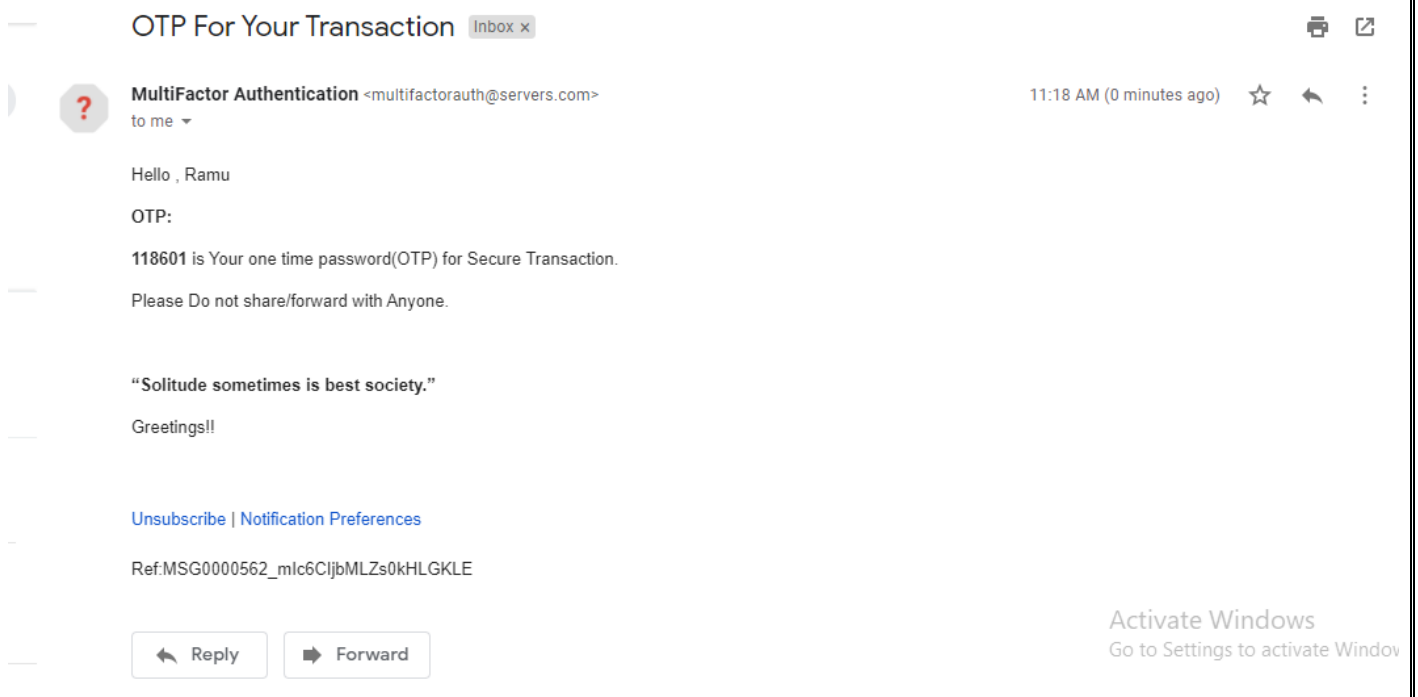 OTP For Your Transaction Inbox x
? MultiFactor Authentication <multifactorauth@servers.com> 11:18 AM (0 minutes ago)
to me
Hello , Ramu
OTP:
118601 is Your one time password(OTP) for Secure Transaction.
Please Do not share/forward with Anyone.
“Solitude sometimes is best society.”
Greetings!!
Unsubscribe | Notification Preferences
Ref:MSG0000562_mIc6CIjbMLZs0kHLGKLE
Activate Windows
Go to Settings to activate Window
Reply Forward